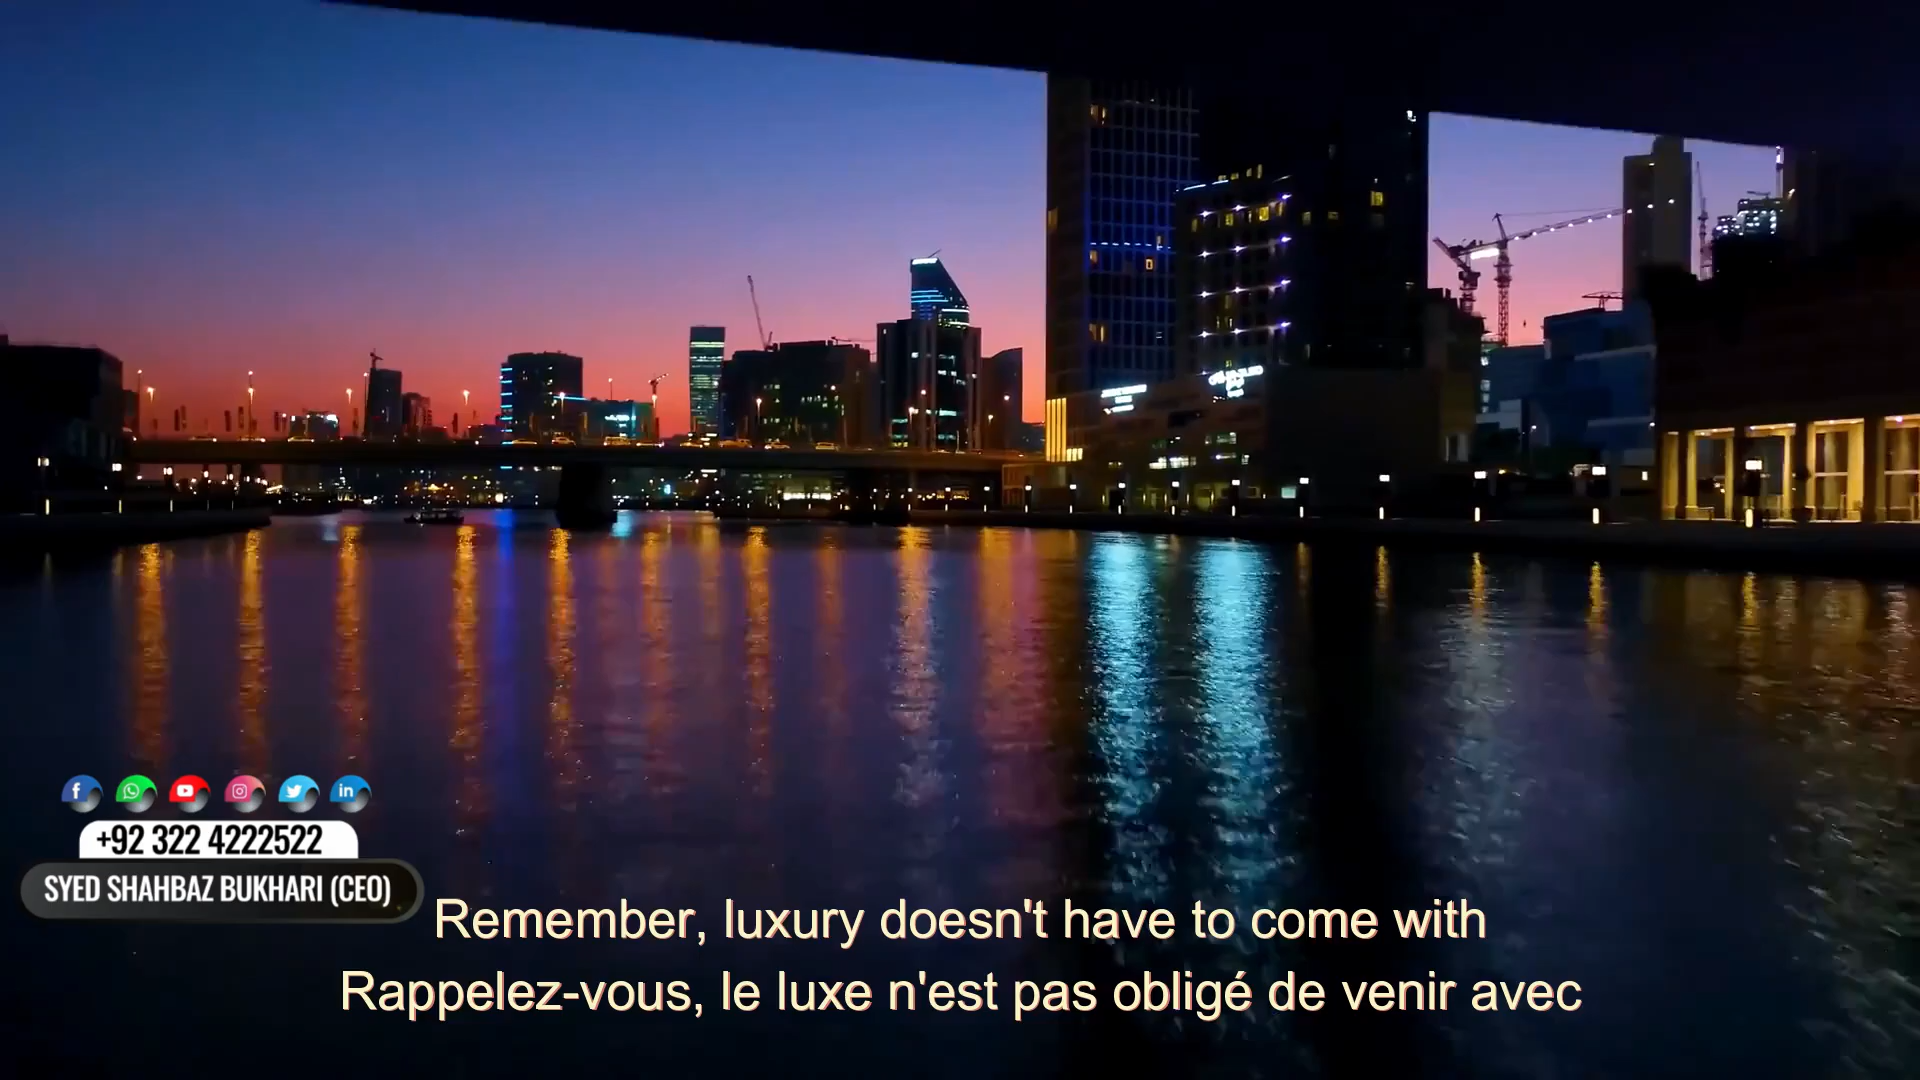 +92 322 4222522
SYED SHAHBAZ BUKHARI (CEO)
Remember, luxury doesn't have to come with
Rappelez-vous, le luxe n'est pas obligé de venir avec